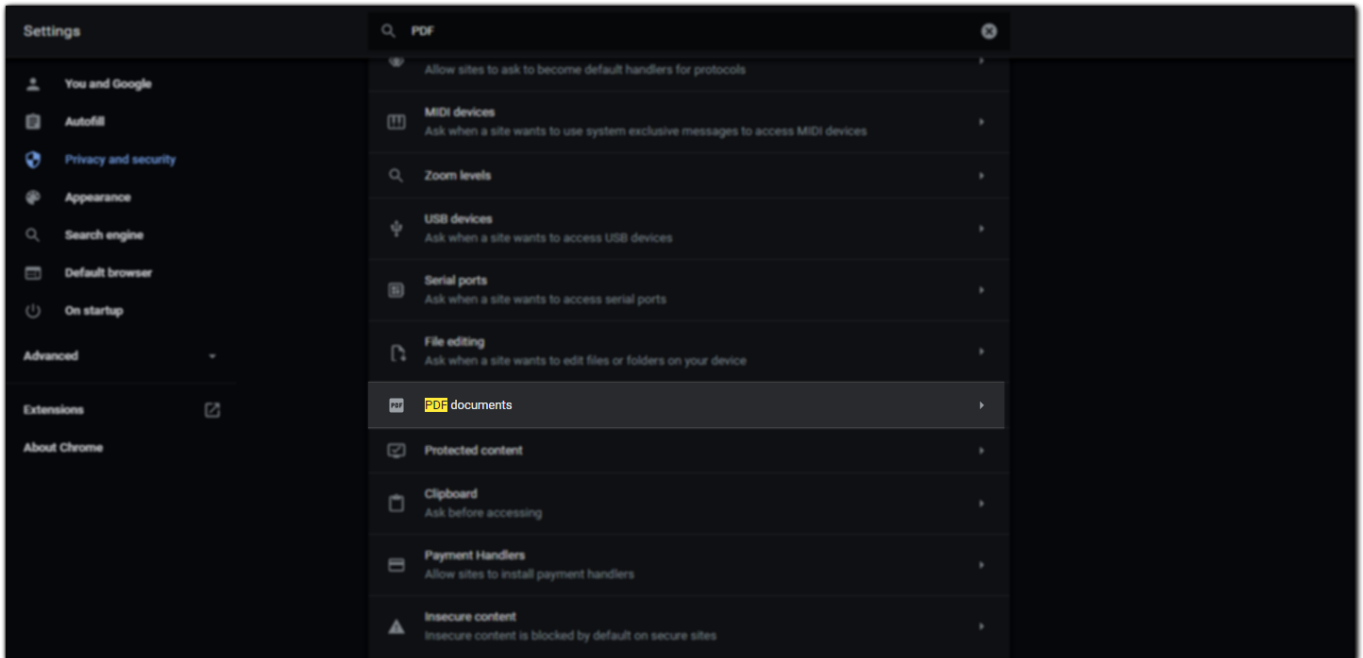 Settings
PDF
You and Google
Autofill
Privacy and security
Appearance
Search engine
Default browser
On startup
Advanced
Extensions
About Chrome
Allow sites to ask to become default handlers for protocols
MIDI devices
Ask when a site wants to use system exclusive messages to access MIDI devices
Zoom levels
USB devices
Ask when a site wants to access USB devices
Serial ports
Ask when a site wants to access serial ports
File editing
Ask when a site wants to edit files or folders on your device
PDF PDF documents
Protected content
Clipboard
Ask before accessing
Payment Handlers
Allow sites to install payment handlers
Insecure content
Insecure content is blocked by default on secure sites